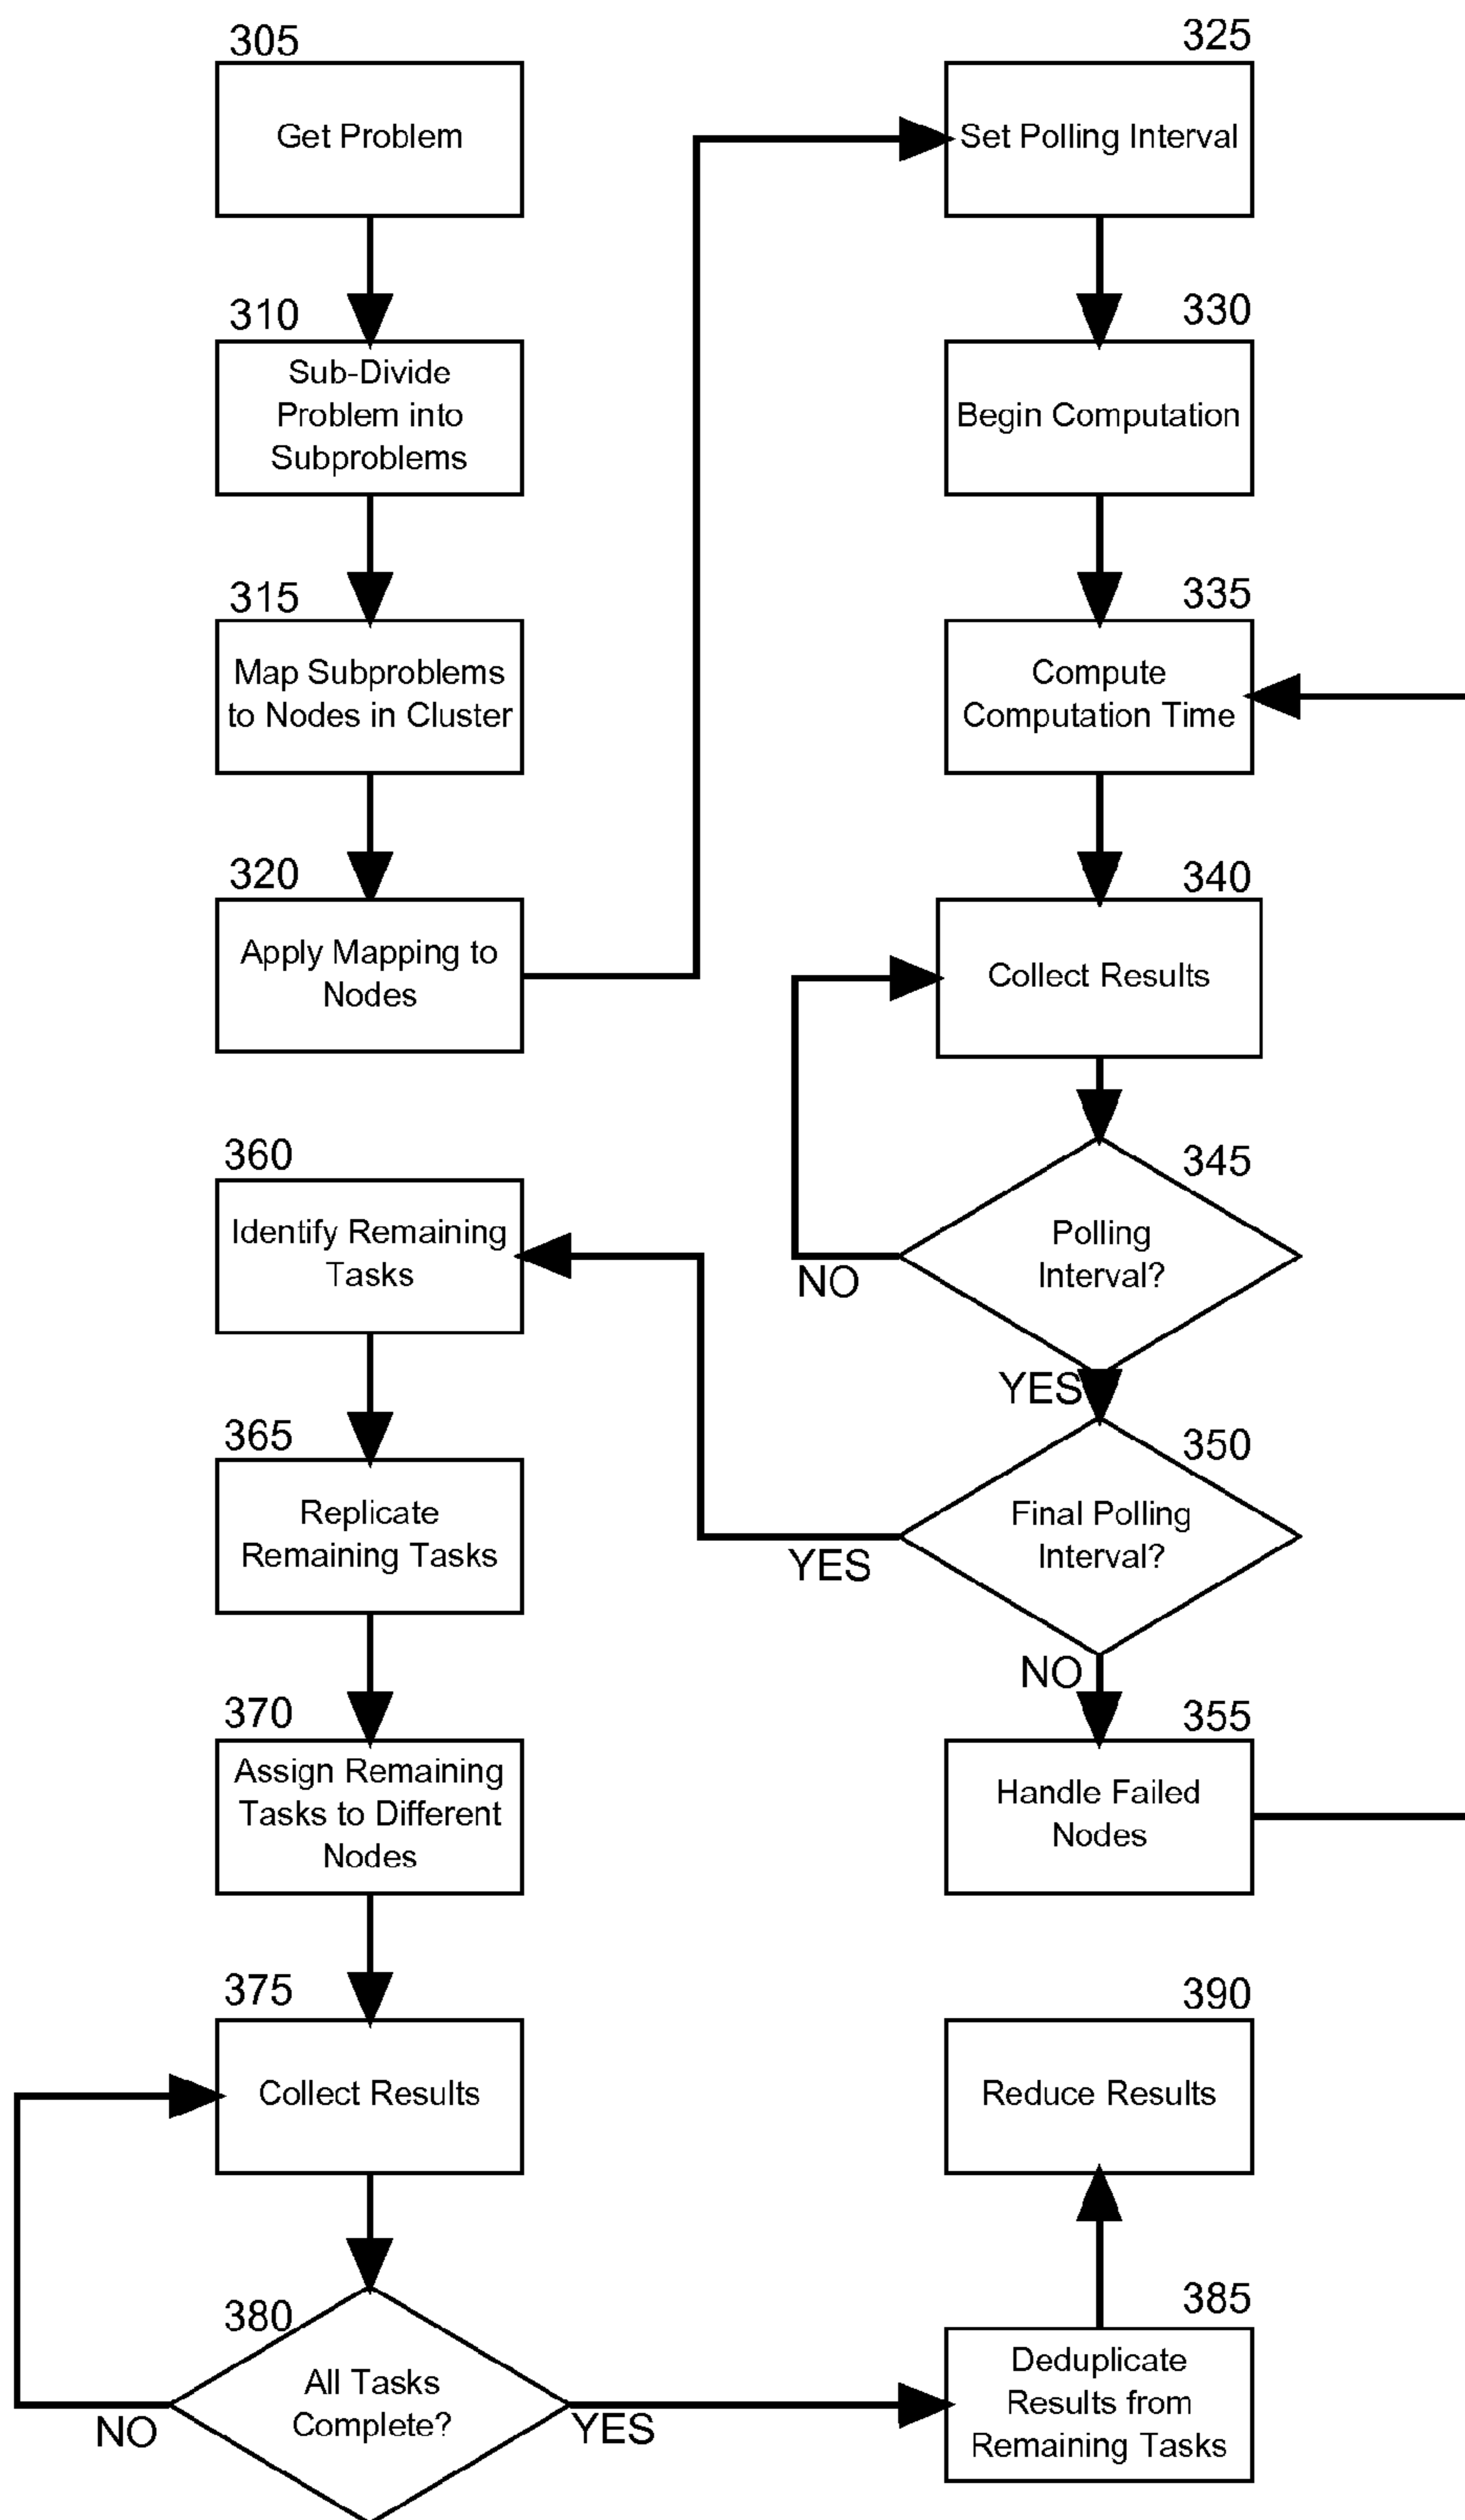 305
Get Problem
310
Sub-Divide
Problem into
Subproblems
315
Map Subproblems
to Nodes in Cluster
320
Apply Mapping to
Nodes
325
Set Polling Interval
330
Begin Computation
335
Compute
Computation Time
340
Collect Results
345
Polling
Interval?
NO
YES
350
Final Polling
Interval?
YES
NO
355
Handle Failed
Nodes
360
Identify Remaining
Tasks
365
Replicate
Remaining Tasks
370
Assign Remaining
Tasks to Different
Nodes
375
Collect Results
380
All Tasks
Complete?
NO
YES
385
Deduplicate
Results from
Remaining Tasks
390
Reduce Results